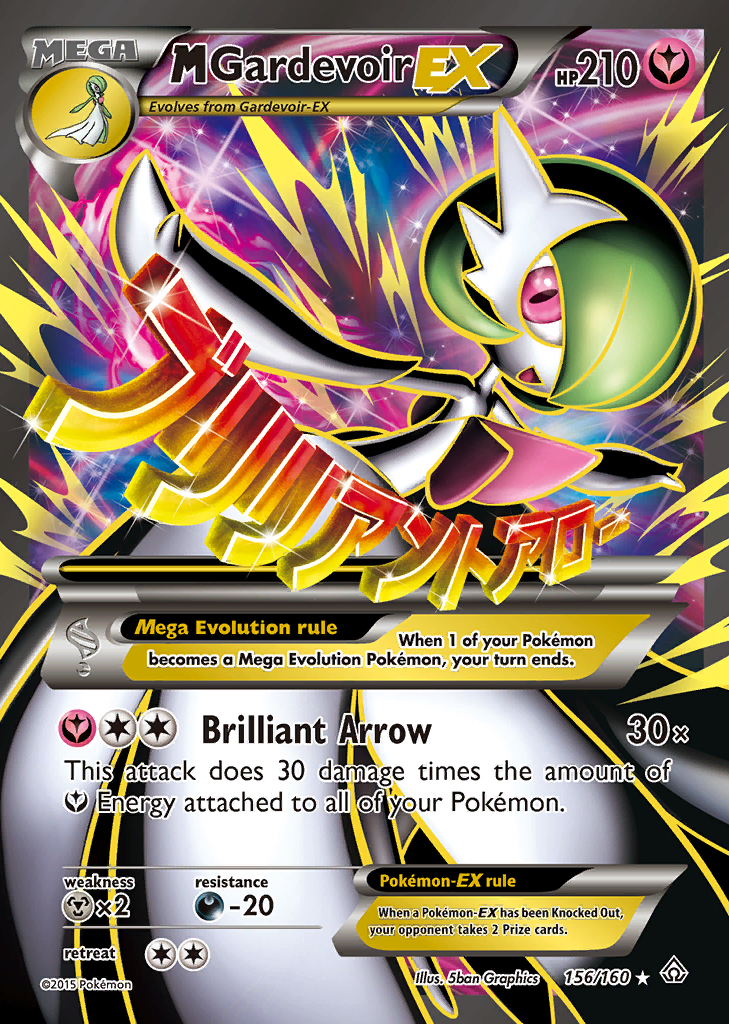 MEGA
M Gardevoir EX
HP210
Evolves from Gardevoir-EX
ブリリアントアロー
Mega Evolution rule
When 1 of your Pokémon
becomes a Mega Evolution Pokémon, your turn ends.
Brilliant Arrow 30×
This attack does 30 damage times the amount of
Energy attached to all of your Pokémon.
weakness
×2
resistance
-20
retreat
Pokémon-EX rule
When a Pokémon-EX has been Knocked Out,
your opponent takes 2 Prize cards.
©2015 Pokémon
Illus. 5ban Graphics
156/160 ★